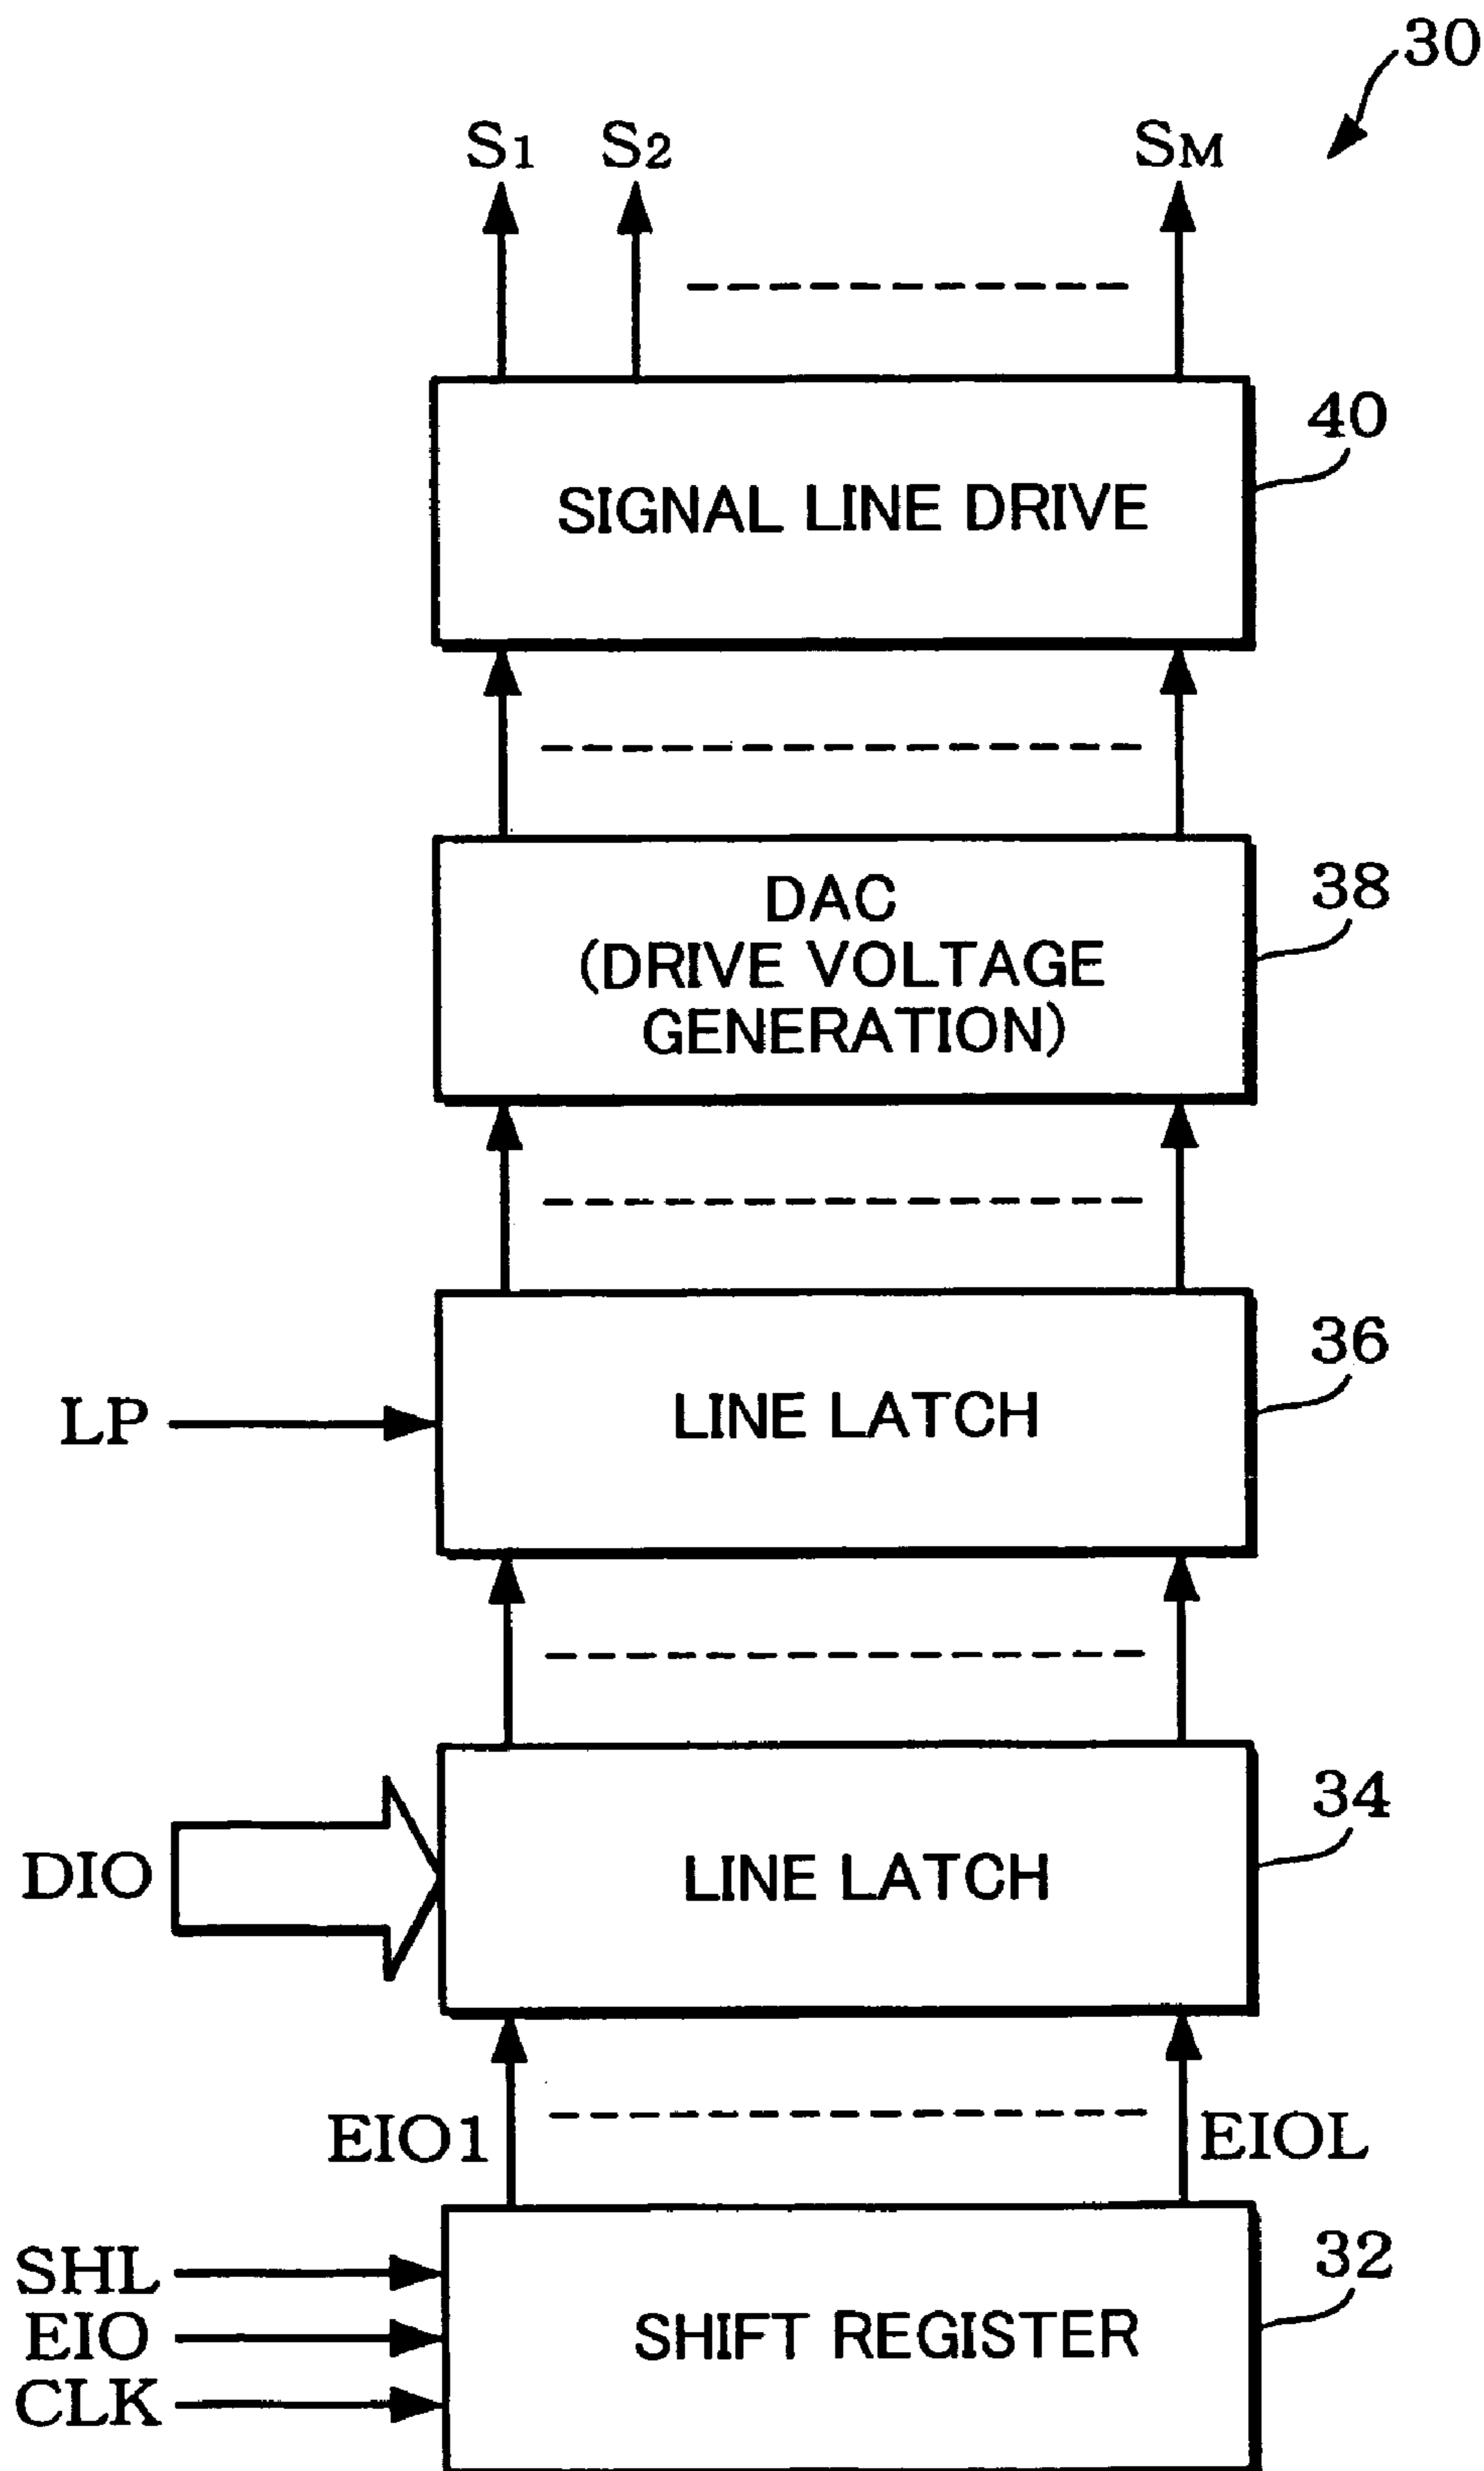 30
S1 S2 SM
40
SIGNAL LINE DRIVE
38
DAC
(DRIVE VOLTAGE
GENERATION)
36
LP
LINE LATCH
34
DIO
LINE LATCH
EIO1
EIOL
32
SHL
EIO
CLK
SHIFT REGISTER